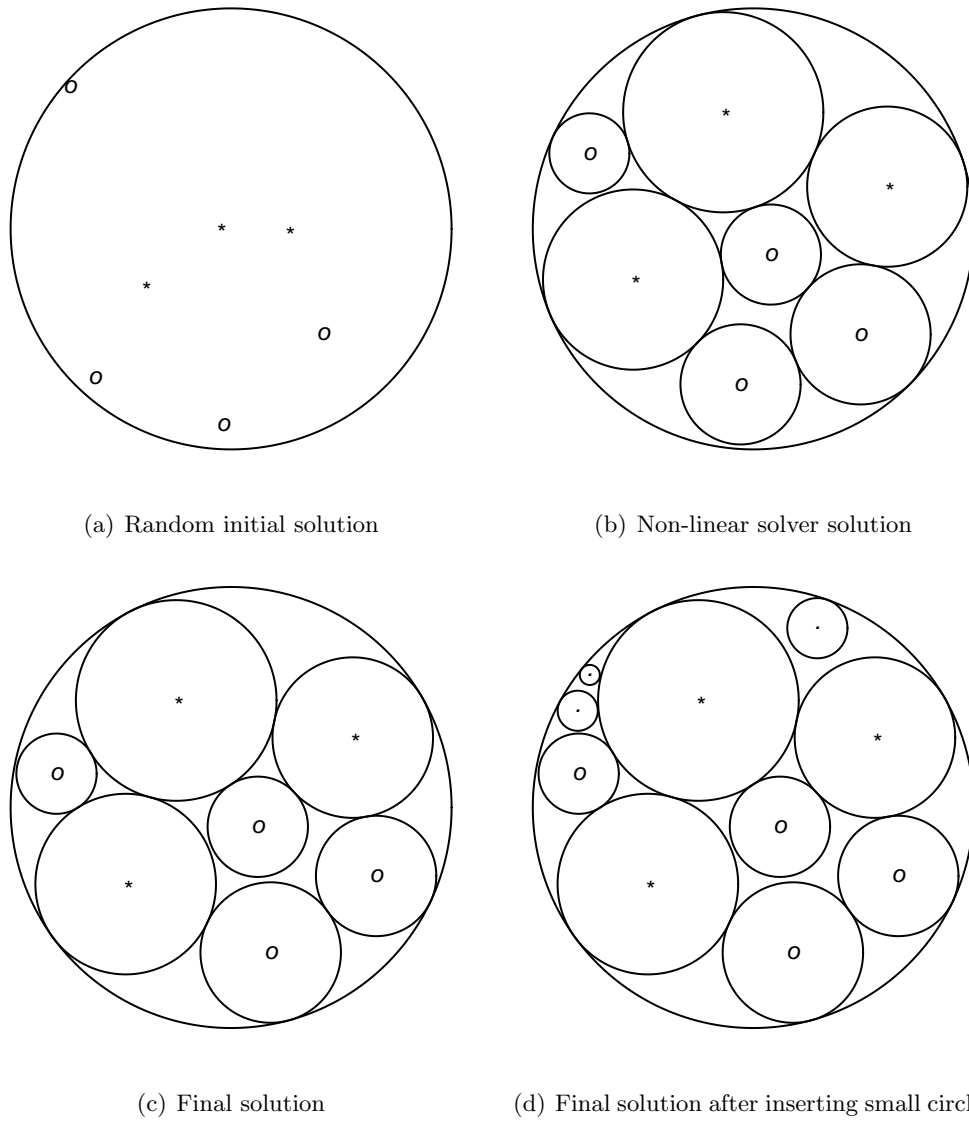 (a) Random initial solution
(b) Non-linear solver solution
(c) Final solution
(d) Final solution after inserting small circl